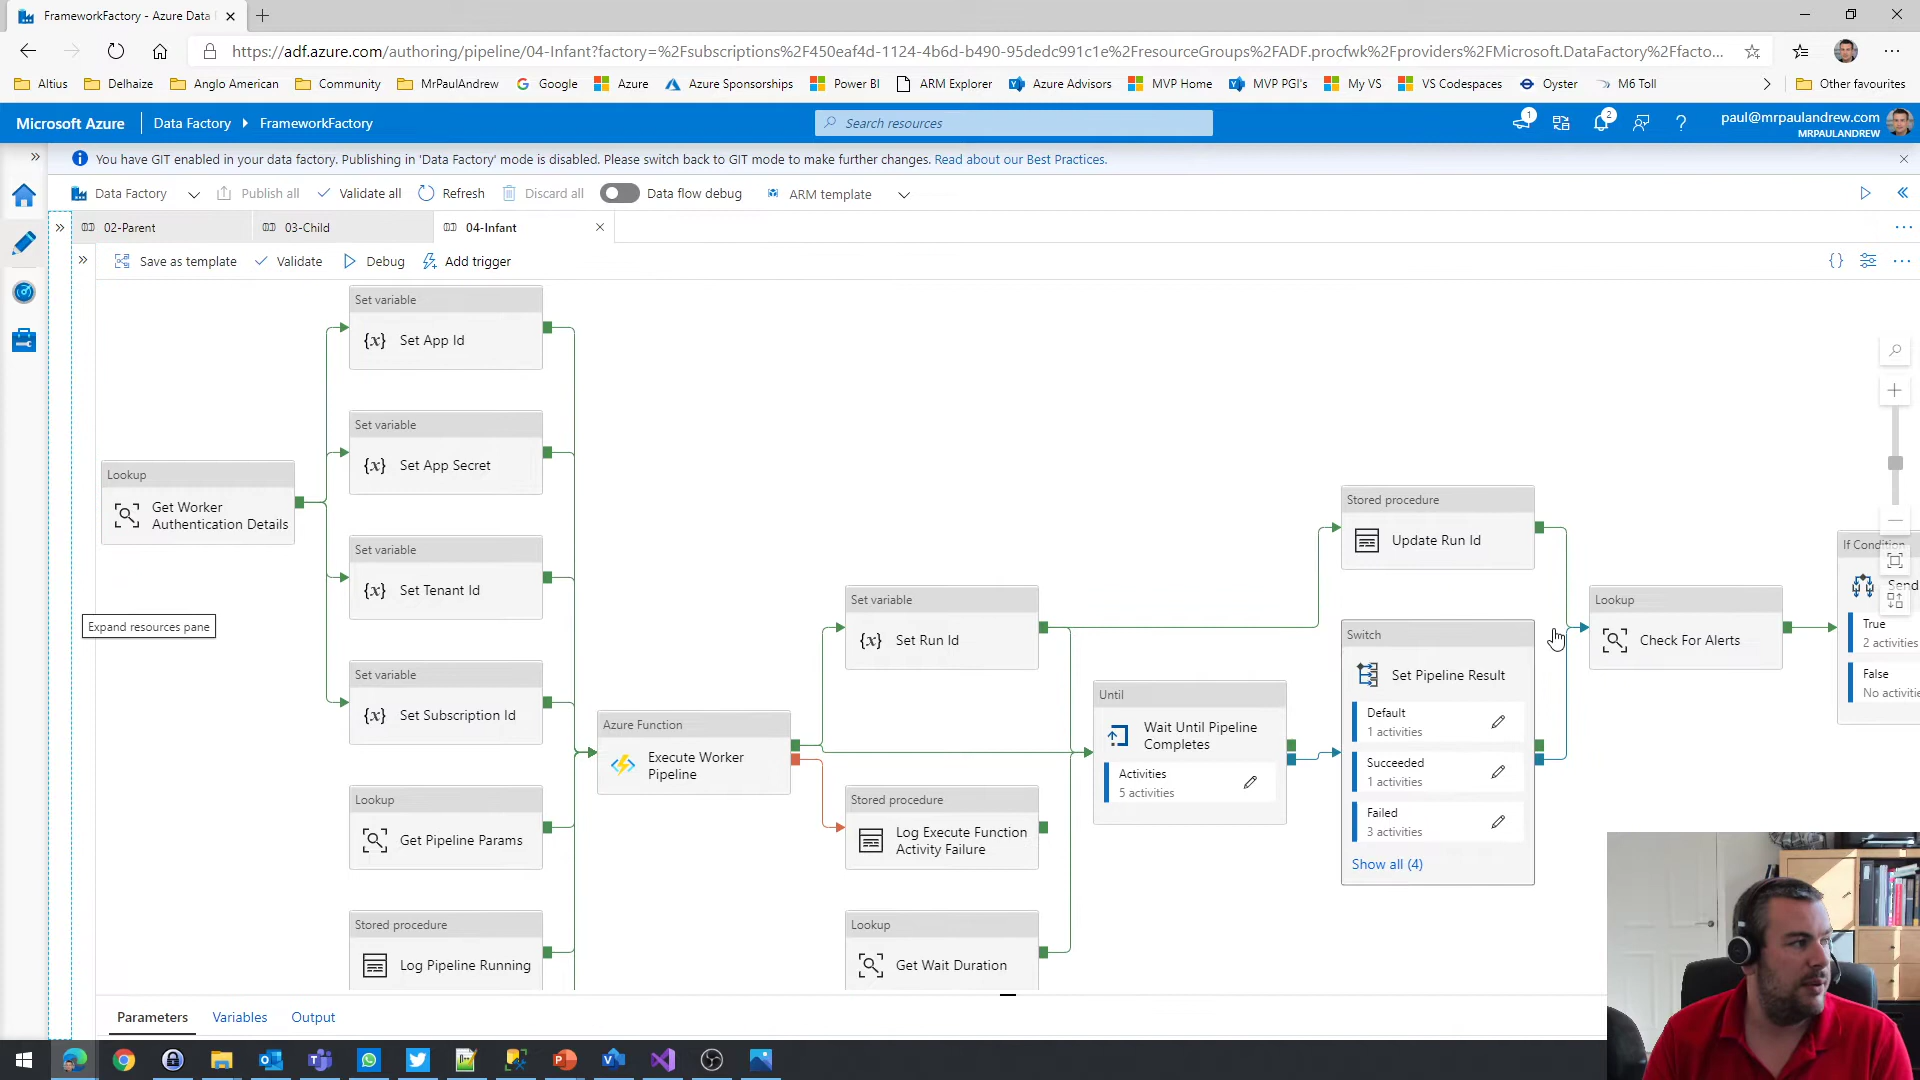 FrameworkFactory - Azure Data
https://adf.azure.com/authoring/pipeline/04-Infant?factory=%2Fsubscriptions%2F450eaf4d-1124-4b6d-b490-95dedc991c1e%2FresourceGroups%2FADF.procfwk%2Fproviders%2FMicrosoft.DataFactory%2Ffacto...
Altius Delhaize Anglo American Community MrPaulAndrew Google Azure Azure Sponsorships Power BI ARM Explorer Azure Advisors MVP Home MVP PGI's My VS VS Codespaces Oyster M6 Toll Other favourites
Microsoft Azure Data Factory FrameworkFactory Search resources 1 2 ? paul@mrpaulandrew.com
MRPAULANDREW
You have GIT enabled in your data factory. Publishing in 'Data Factory' mode is disabled. Please switch back to GIT mode to make further changes. Read about our Best Practices.
Data Factory Publish all Validate all Refresh Discard all Data flow debug ARM template
02-Parent 03-Child 04-Infant
Save as template Validate Debug Add trigger
Set variable
{x} Set App Id
Set variable
{x} Set App Secret
Lookup
Get Worker
Authentication Details
Set variable
{x} Set Tenant Id
Expand resources pane
Set variable
{x} Set Subscription Id
Lookup
Get Pipeline Params
Stored procedure
Log Pipeline Running
Azure Function
Execute Worker
Pipeline
Set variable
{x} Set Run Id
Stored procedure
Log Execute Function
Activity Failure
Lookup
Get Wait Duration
Until
Wait Until Pipeline
Completes
Activities
5 activities
Stored procedure
Update Run Id
Switch
Set Pipeline Result
Default
1 activities
Succeeded
1 activities
Failed
3 activities
Show all (4)
Lookup
Check For Alerts
If Condition
Send
True
2 activities
False
No activities
Parameters Variables Output